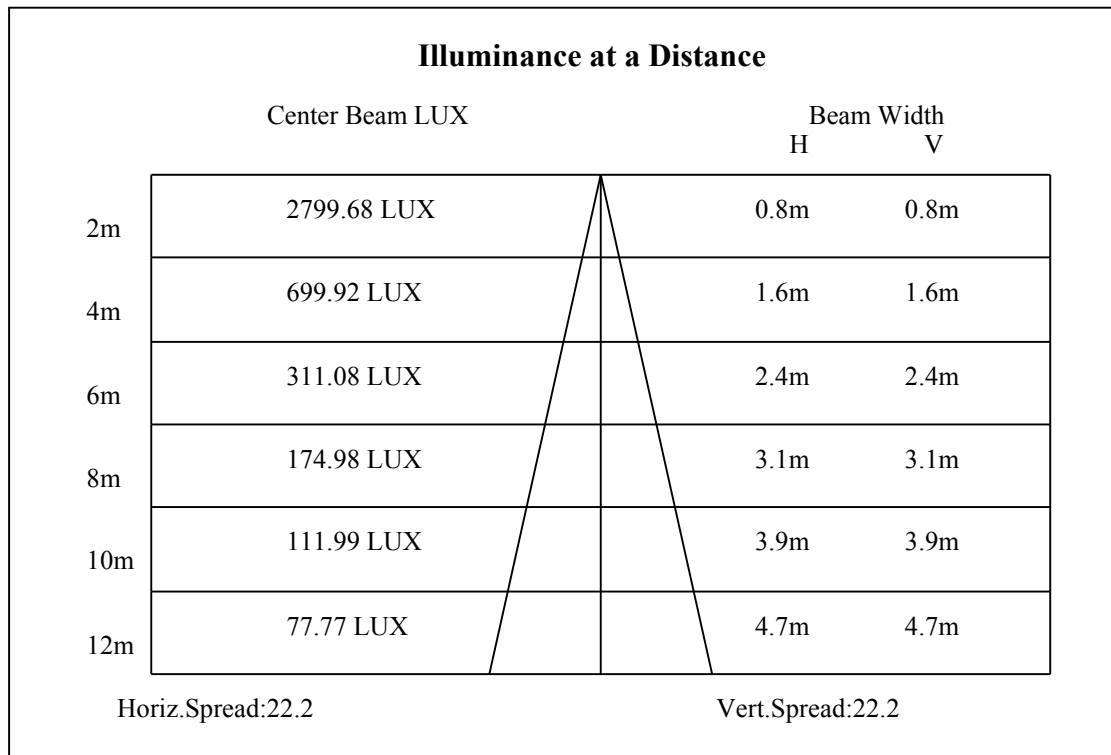 Illuminance at a Distance
Center Beam LUX Beam Width
H V
2m 2799.68 LUX 0.8m 0.8m
4m 699.92 LUX 1.6m 1.6m
6m 311.08 LUX 2.4m 2.4m
8m 174.98 LUX 3.1m 3.1m
10m 111.99 LUX 3.9m 3.9m
12m 77.77 LUX 4.7m 4.7m
Horiz.Spread:22.2 Vert.Spread:22.2